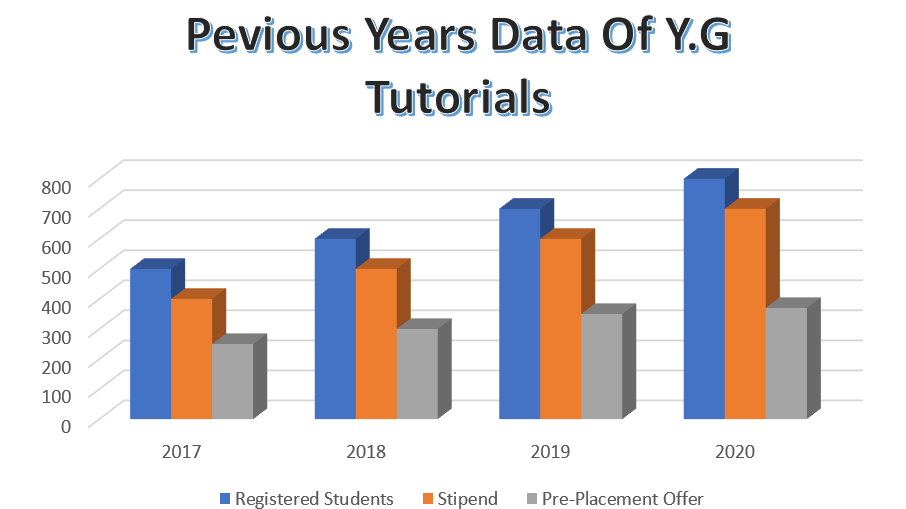 Pevious Years Data Of Y.G
Tutorials
800
700
600
500
400
300
200
100
0
2017 2018 2019 2020
Registered Students Stipend Pre-Placement Offer